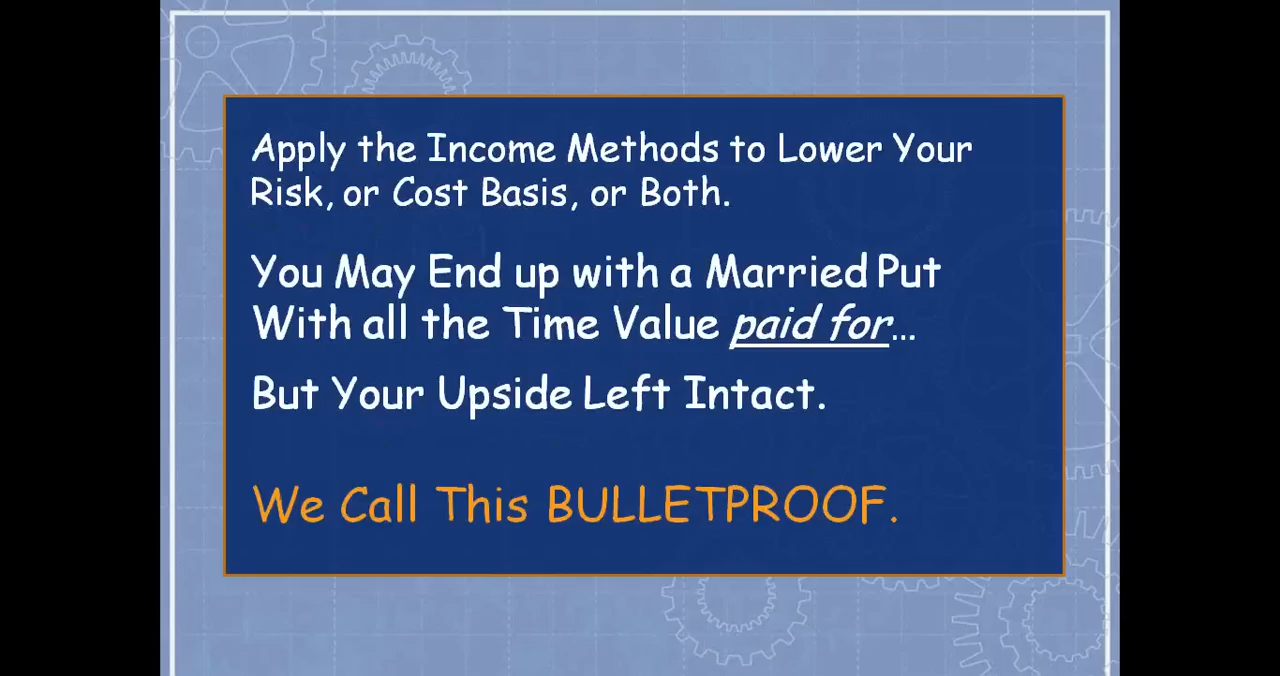 Apply the Income Methods to Lower Your
Risk, or Cost Basis, or Both.
You May End up with a Married Put
With all the Time Value paid for…
But Your Upside Left Intact.
We Call This BULLETPROOF.